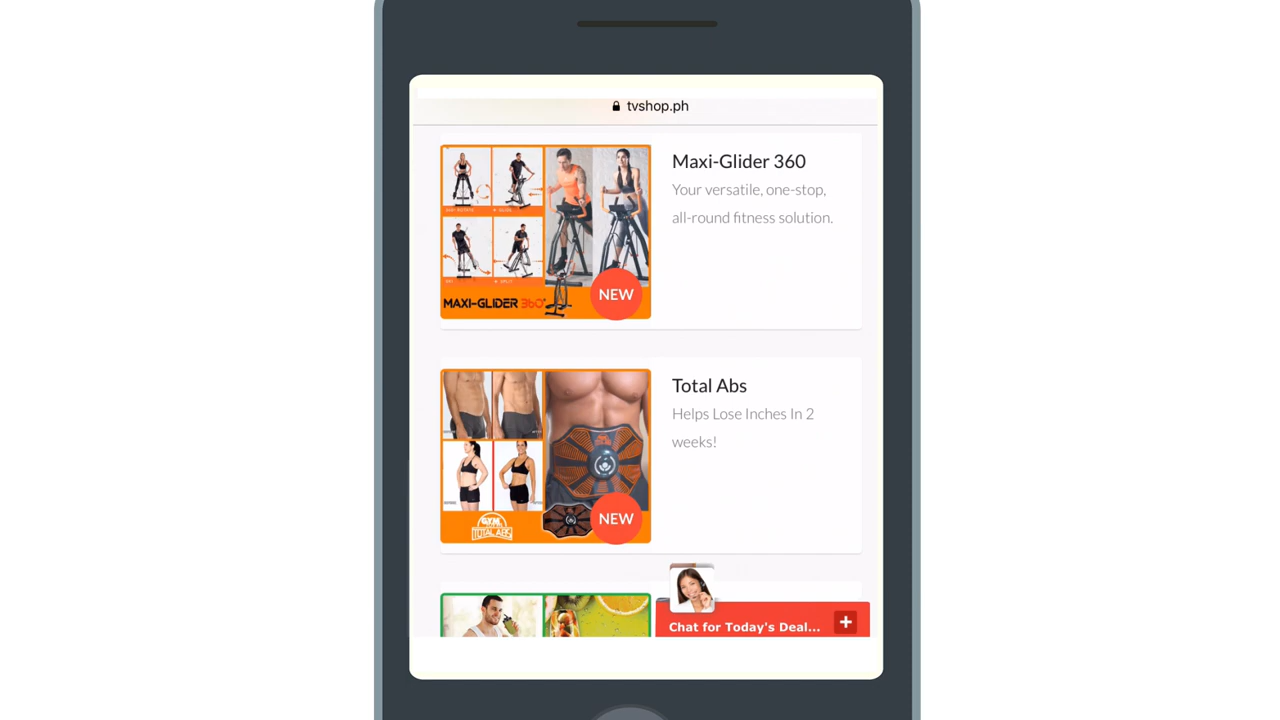 tvshop.ph
Maxi-Glider 360
Your versatile, one-stop,
all-round fitness solution.
MAXI-GLIDER 360°
NEW
Total Abs
Helps Lose Inches In 2
weeks!
GYM
TOTAL ABS
NEW
Chat for Today's Deal...
+